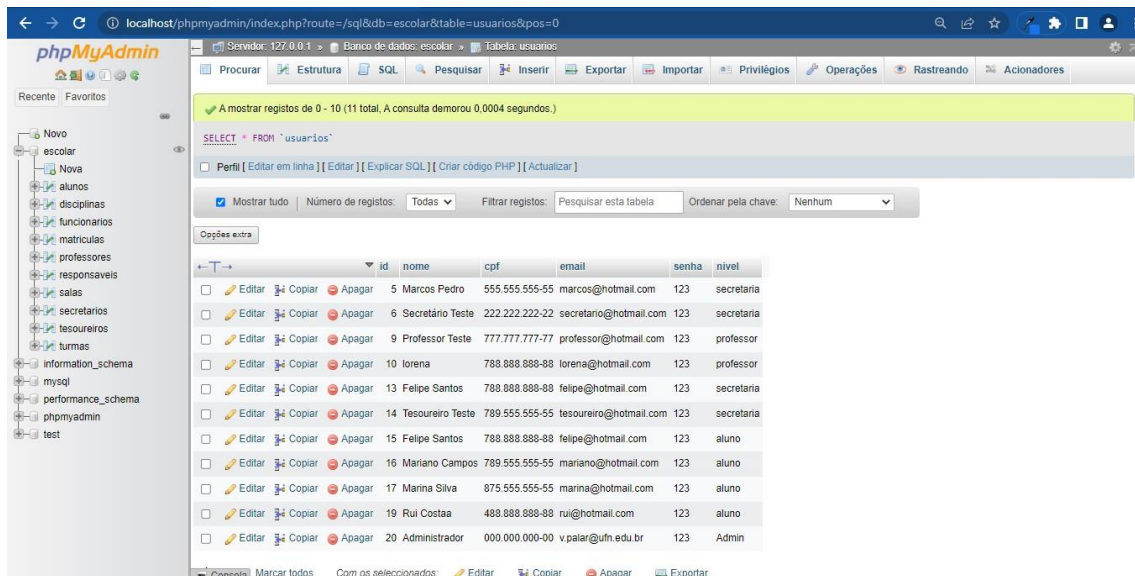 localhost/phpmyadmin/index.php?route=/sql&db=escolar&table=usuarios&pos=0
phpMyAdmin
Recente Favoritos
Novo
escolar
Nova
alunos
disciplinas
funcionarios
matriculas
professores
responsaveis
salas
secretarios
tesoureiros
turmas
information_schema
mysql
performance_schema
phpmyadmin
test
Servidor: 127.0.0.1 » Banco de dados: escolar » Tabela: usuarios
Procurar Estrutura SQL Pesquisar Inserir Exportar Importar Privilégios Operações Rastreando Acionadores
A mostrar registos de 0 - 10 (11 total, A consulta demorou 0,0004 segundos.)
SELECT * FROM `usuarios`
Perfil [ Editar em linha ] [ Editar ] [ Explicar SQL ] [ Criar código PHP ] [ Actualizar ]
Mostrar tudo | Número de registos: Todas Filtrar registos: Pesquisar esta tabela Ordenar pela chave: Nenhum
Opções extra
←T→ id nome cpf email senha nivel
Editar Copiar Apagar 5 Marcos Pedro 555.555.555-55 marcos@hotmail.com 123 secretaria
Editar Copiar Apagar 6 Secretário Teste 222.222.222-22 secretario@hotmail.com 123 secretaria
Editar Copiar Apagar 9 Professor Teste 777.777.777-77 professor@hotmail.com 123 professor
Editar Copiar Apagar 10 lorena 788.888.888-88 lorena@hotmail.com 123 professor
Editar Copiar Apagar 13 Felipe Santos 788.888.888-88 felipe@hotmail.com 123 secretaria
Editar Copiar Apagar 14 Tesoureiro Teste 789.555.555-55 tesoureiro@hotmail.com 123 secretaria
Editar Copiar Apagar 15 Felipe Santos 788.888.888-88 felipe@hotmail.com 123 aluno
Editar Copiar Apagar 16 Mariano Campos 789.555.555-55 mariano@hotmail.com 123 aluno
Editar Copiar Apagar 17 Marina Silva 875.555.555-55 marina@hotmail.com 123 aluno
Editar Copiar Apagar 19 Rui Costaa 488.888.888-88 rui@hotmail.com 123 aluno
Editar Copiar Apagar 20 Administrador 000.000.000-00 v.palar@ufn.edu.br 123 Admin
Consola Marcar todos Com os seleccionados: Editar Copiar Apagar Exportar